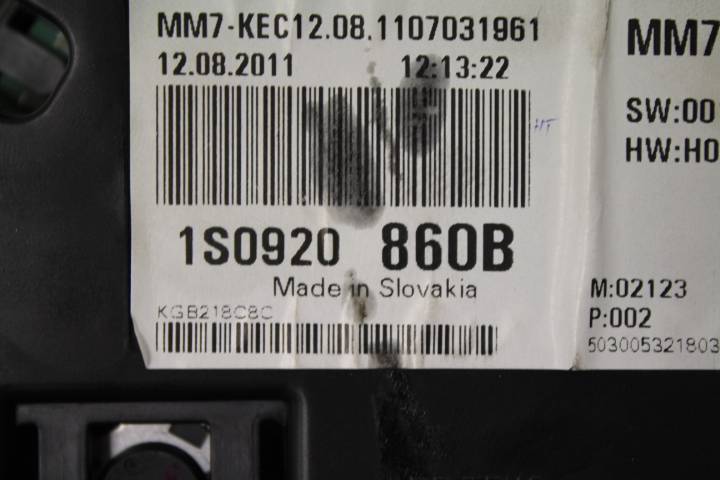 MM7-KEC12.08.1107031961
12.08.2011 12:13:22
HT
1S0920 860B
Made in Slovakia
KGB218C8C
MM7
SW:00
HW:H0
M:02123
P:002
503005321803